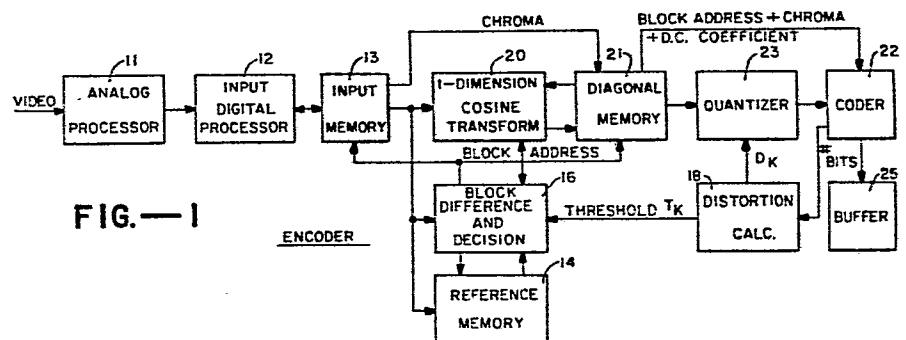 CHROMA
BLOCK ADDRESS + CHROMA
+ D.C. COEFFICIENT
11
12
13
20
21
23
22
VIDEO
ANALOG
PROCESSOR
INPUT
DIGITAL
PROCESSOR
INPUT
MEMORY
1-DIMENSION
COSINE
TRANSFORM
DIAGONAL
MEMORY
QUANTIZER
CODER
BLOCK ADDRESS
DK
# BITS
16
18
25
BLOCK
DIFFERENCE
AND
DECISION
THRESHOLD TK
DISTORTION
CALC.
BUFFER
FIG.—1
ENCODER
14
REFERENCE
MEMORY